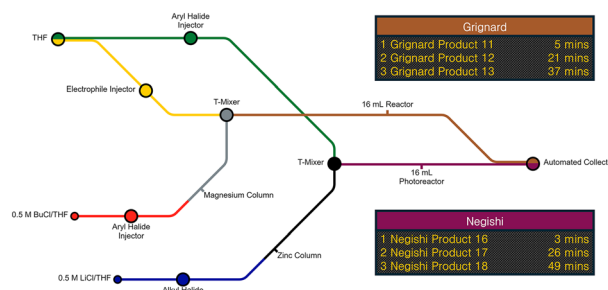 THF
Aryl Halide
Injector
Grignard
1 Grignard Product 11 5 mins
2 Grignard Product 12 21 mins
3 Grignard Product 13 37 mins
Electrophile Injector
T-Mixer
16 mL Reactor
T-Mixer
16 mL
Photoreactor
Automated Collect
Magnesium Column
0.5 M BuCl/THF
Aryl Halide
Injector
Negishi
1 Negishi Product 16 3 mins
2 Negishi Product 17 26 mins
3 Negishi Product 18 49 mins
Zinc Column
0.5 M LiCl/THF
Alkyl Halide